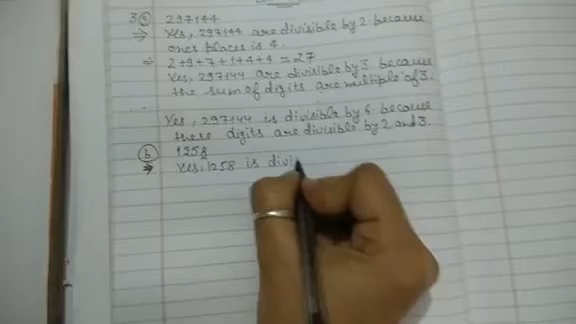 3 a 297144
⇒ Yes, 297144 are divisible by 2 because
ones places is 4.
⇒ 2+9+7+1+4+4 = 27
Yes, 297144 are divisible by 3 because
the sum of digits are multiple of 3.
Yes, 297144 is divisible by 6 because
these digits are divisible by 2 and 3.
b 1258
⇒ Yes, 1258 is divi